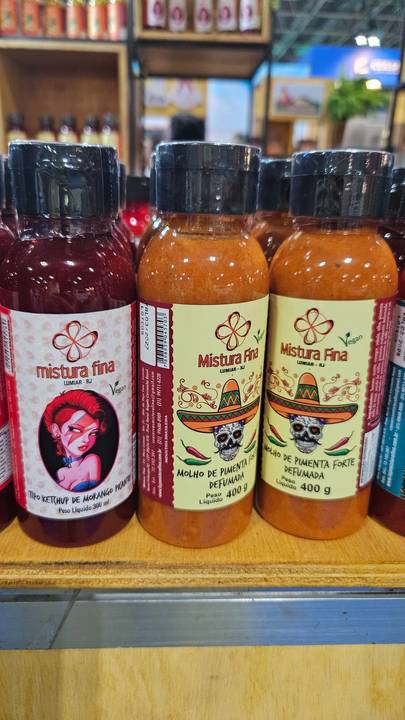 mistura fina
LUMIAR - RJ
Vegan
TIPO KETCHUP DE MORANGO PICANTE
Peso Líquido 300 ml
Mistura Fina
LUMIAR - RJ
Vegan
MOLHO DE PIMENTA
DEFUMADA
Peso
Líquido 400 g
Mistura Fina
LUMIAR - RJ
Vegan
MOLHO DE PIMENTA FORTE
DEFUMADA
Peso
Líquido 400 g